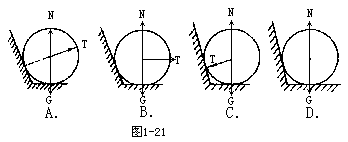 N N N N
T T T
G G G G
A. B. C. D.
图1-21